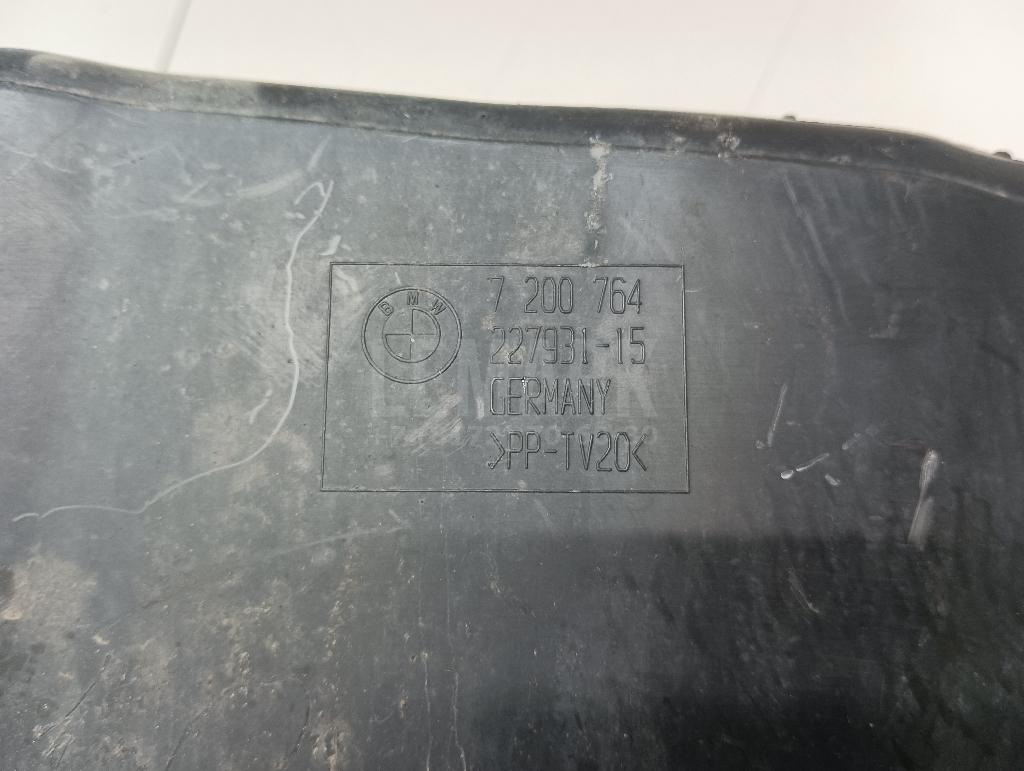 BMW
7 200 764
227931-15
GERMANY
>PP-TV20<